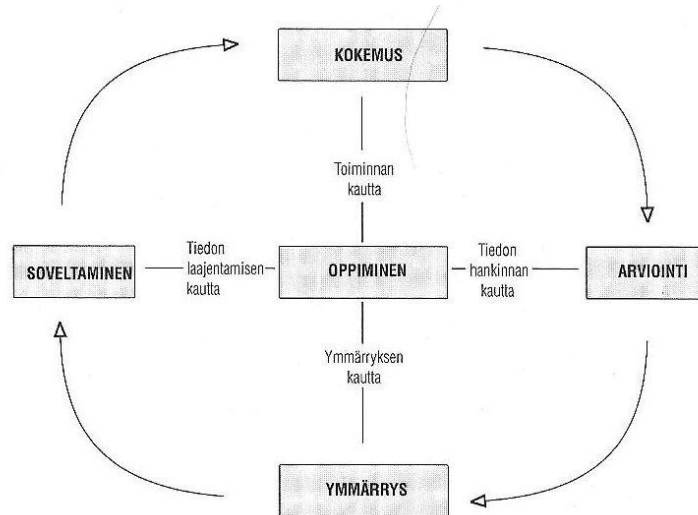 KOKEMUS
Toiminnan
kautta
SOVELTAMINEN
Tiedon
laajentamisen
kautta
OPPIMINEN
Tiedon
hankinnan
kautta
ARVIOINTI
Ymmärryksen
kautta
YMMÄRRYS